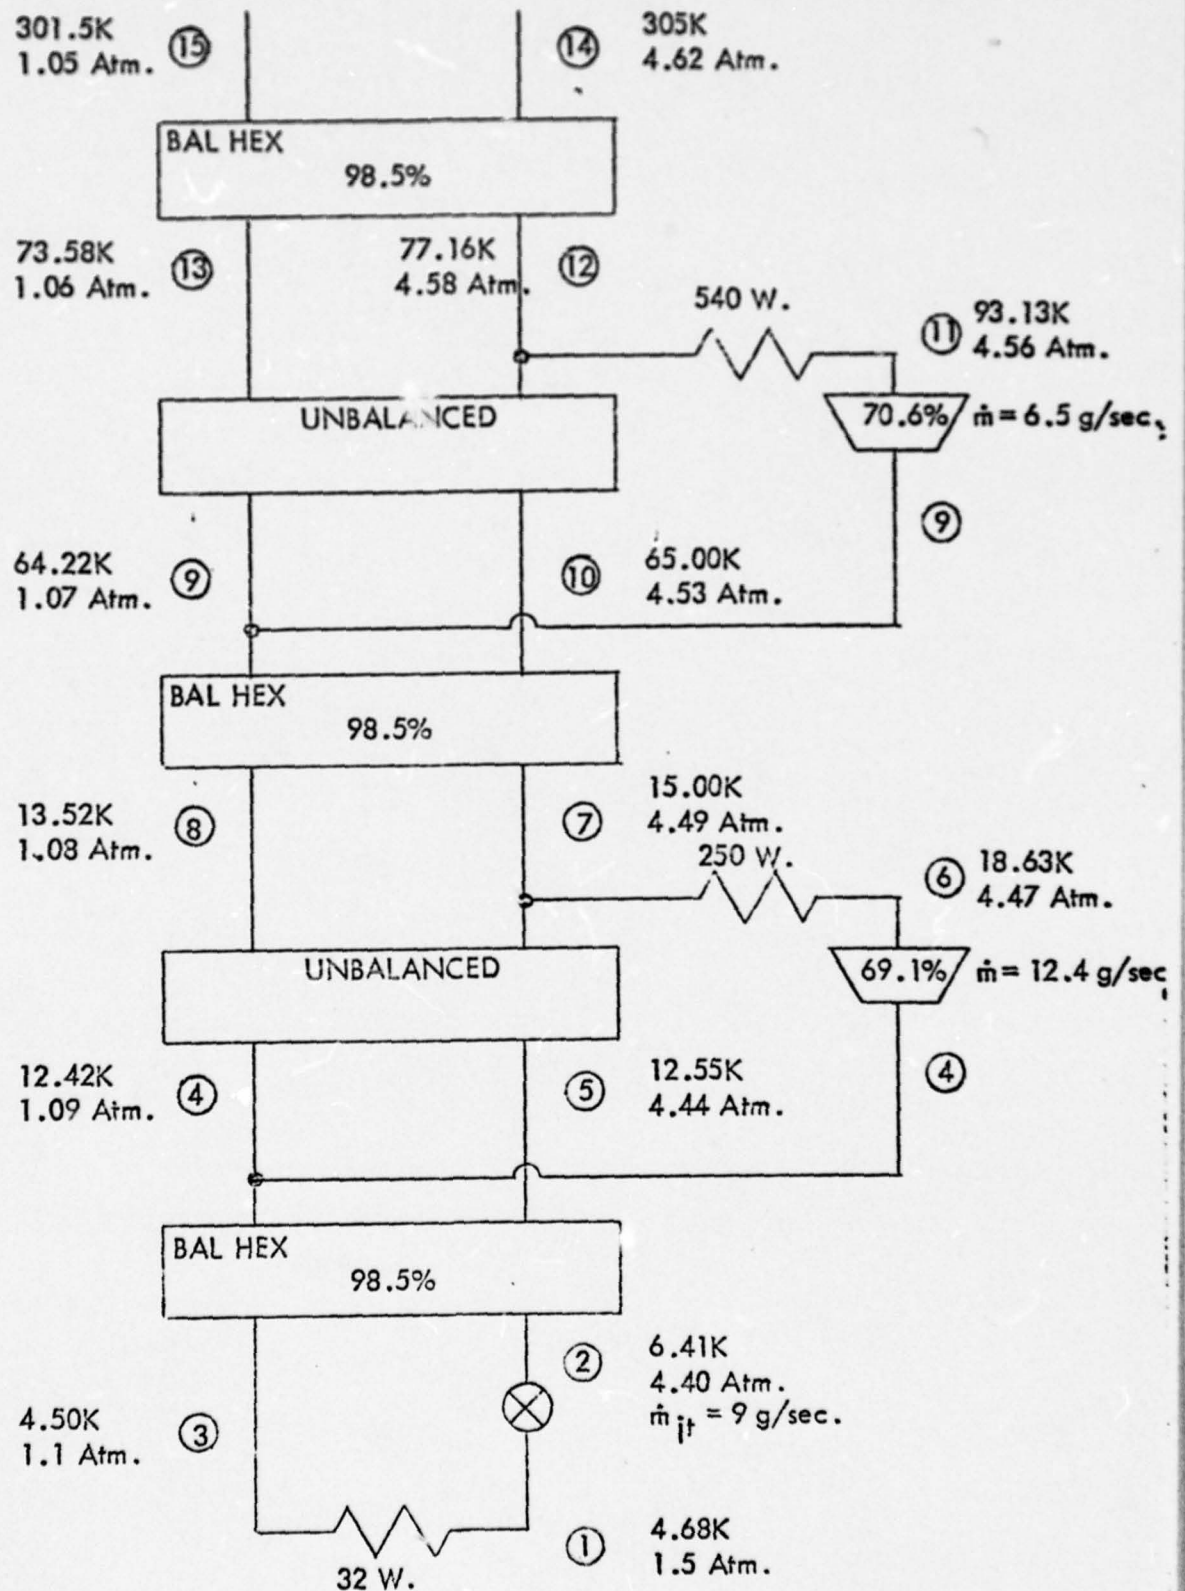 301.5K
1.05 Atm.
15
14
305K
4.62 Atm.
BAL HEX
98.5%
73.58K
1.06 Atm.
13
77.16K
4.58 Atm.
12
540 W.
11
93.13K
4.56 Atm.
UNBALANCED
70.6%
ṁ = 6.5 g/sec.
9
64.22K
1.07 Atm.
9
10
65.00K
4.53 Atm.
BAL HEX
98.5%
13.52K
1.08 Atm.
8
7
15.00K
4.49 Atm.
250 W.
6
18.63K
4.47 Atm.
UNBALANCED
69.1%
ṁ = 12.4 g/sec
12.42K
1.09 Atm.
4
5
12.55K
4.44 Atm.
4
BAL HEX
98.5%
2
6.41K
4.40 Atm.
ṁjt = 9 g/sec.
4.50K
1.1 Atm.
3
1
4.68K
1.5 Atm.
32 W.